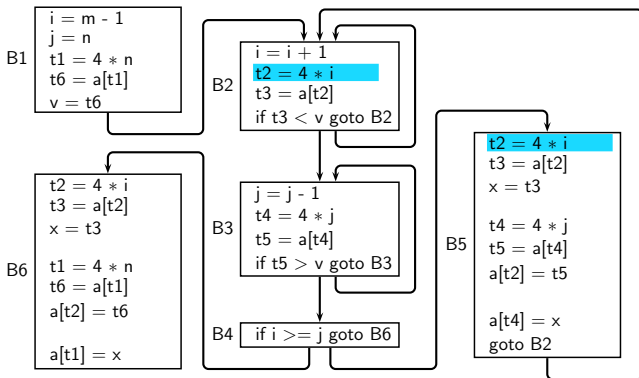 B1
i = m - 1
j = n
t1 = 4 * n
t6 = a[t1]
v = t6
B2
i = i + 1
t2 = 4 * i
t3 = a[t2]
if t3 < v goto B2
B3
j = j - 1
t4 = 4 * j
t5 = a[t4]
if t5 > v goto B3
B4
if i >= j goto B6
B5
t2 = 4 * i
t3 = a[t2]
x = t3
t4 = 4 * j
t5 = a[t4]
a[t2] = t5
a[t4] = x
goto B2
B6
t2 = 4 * i
t3 = a[t2]
x = t3
t1 = 4 * n
t6 = a[t1]
a[t2] = t6
a[t1] = x